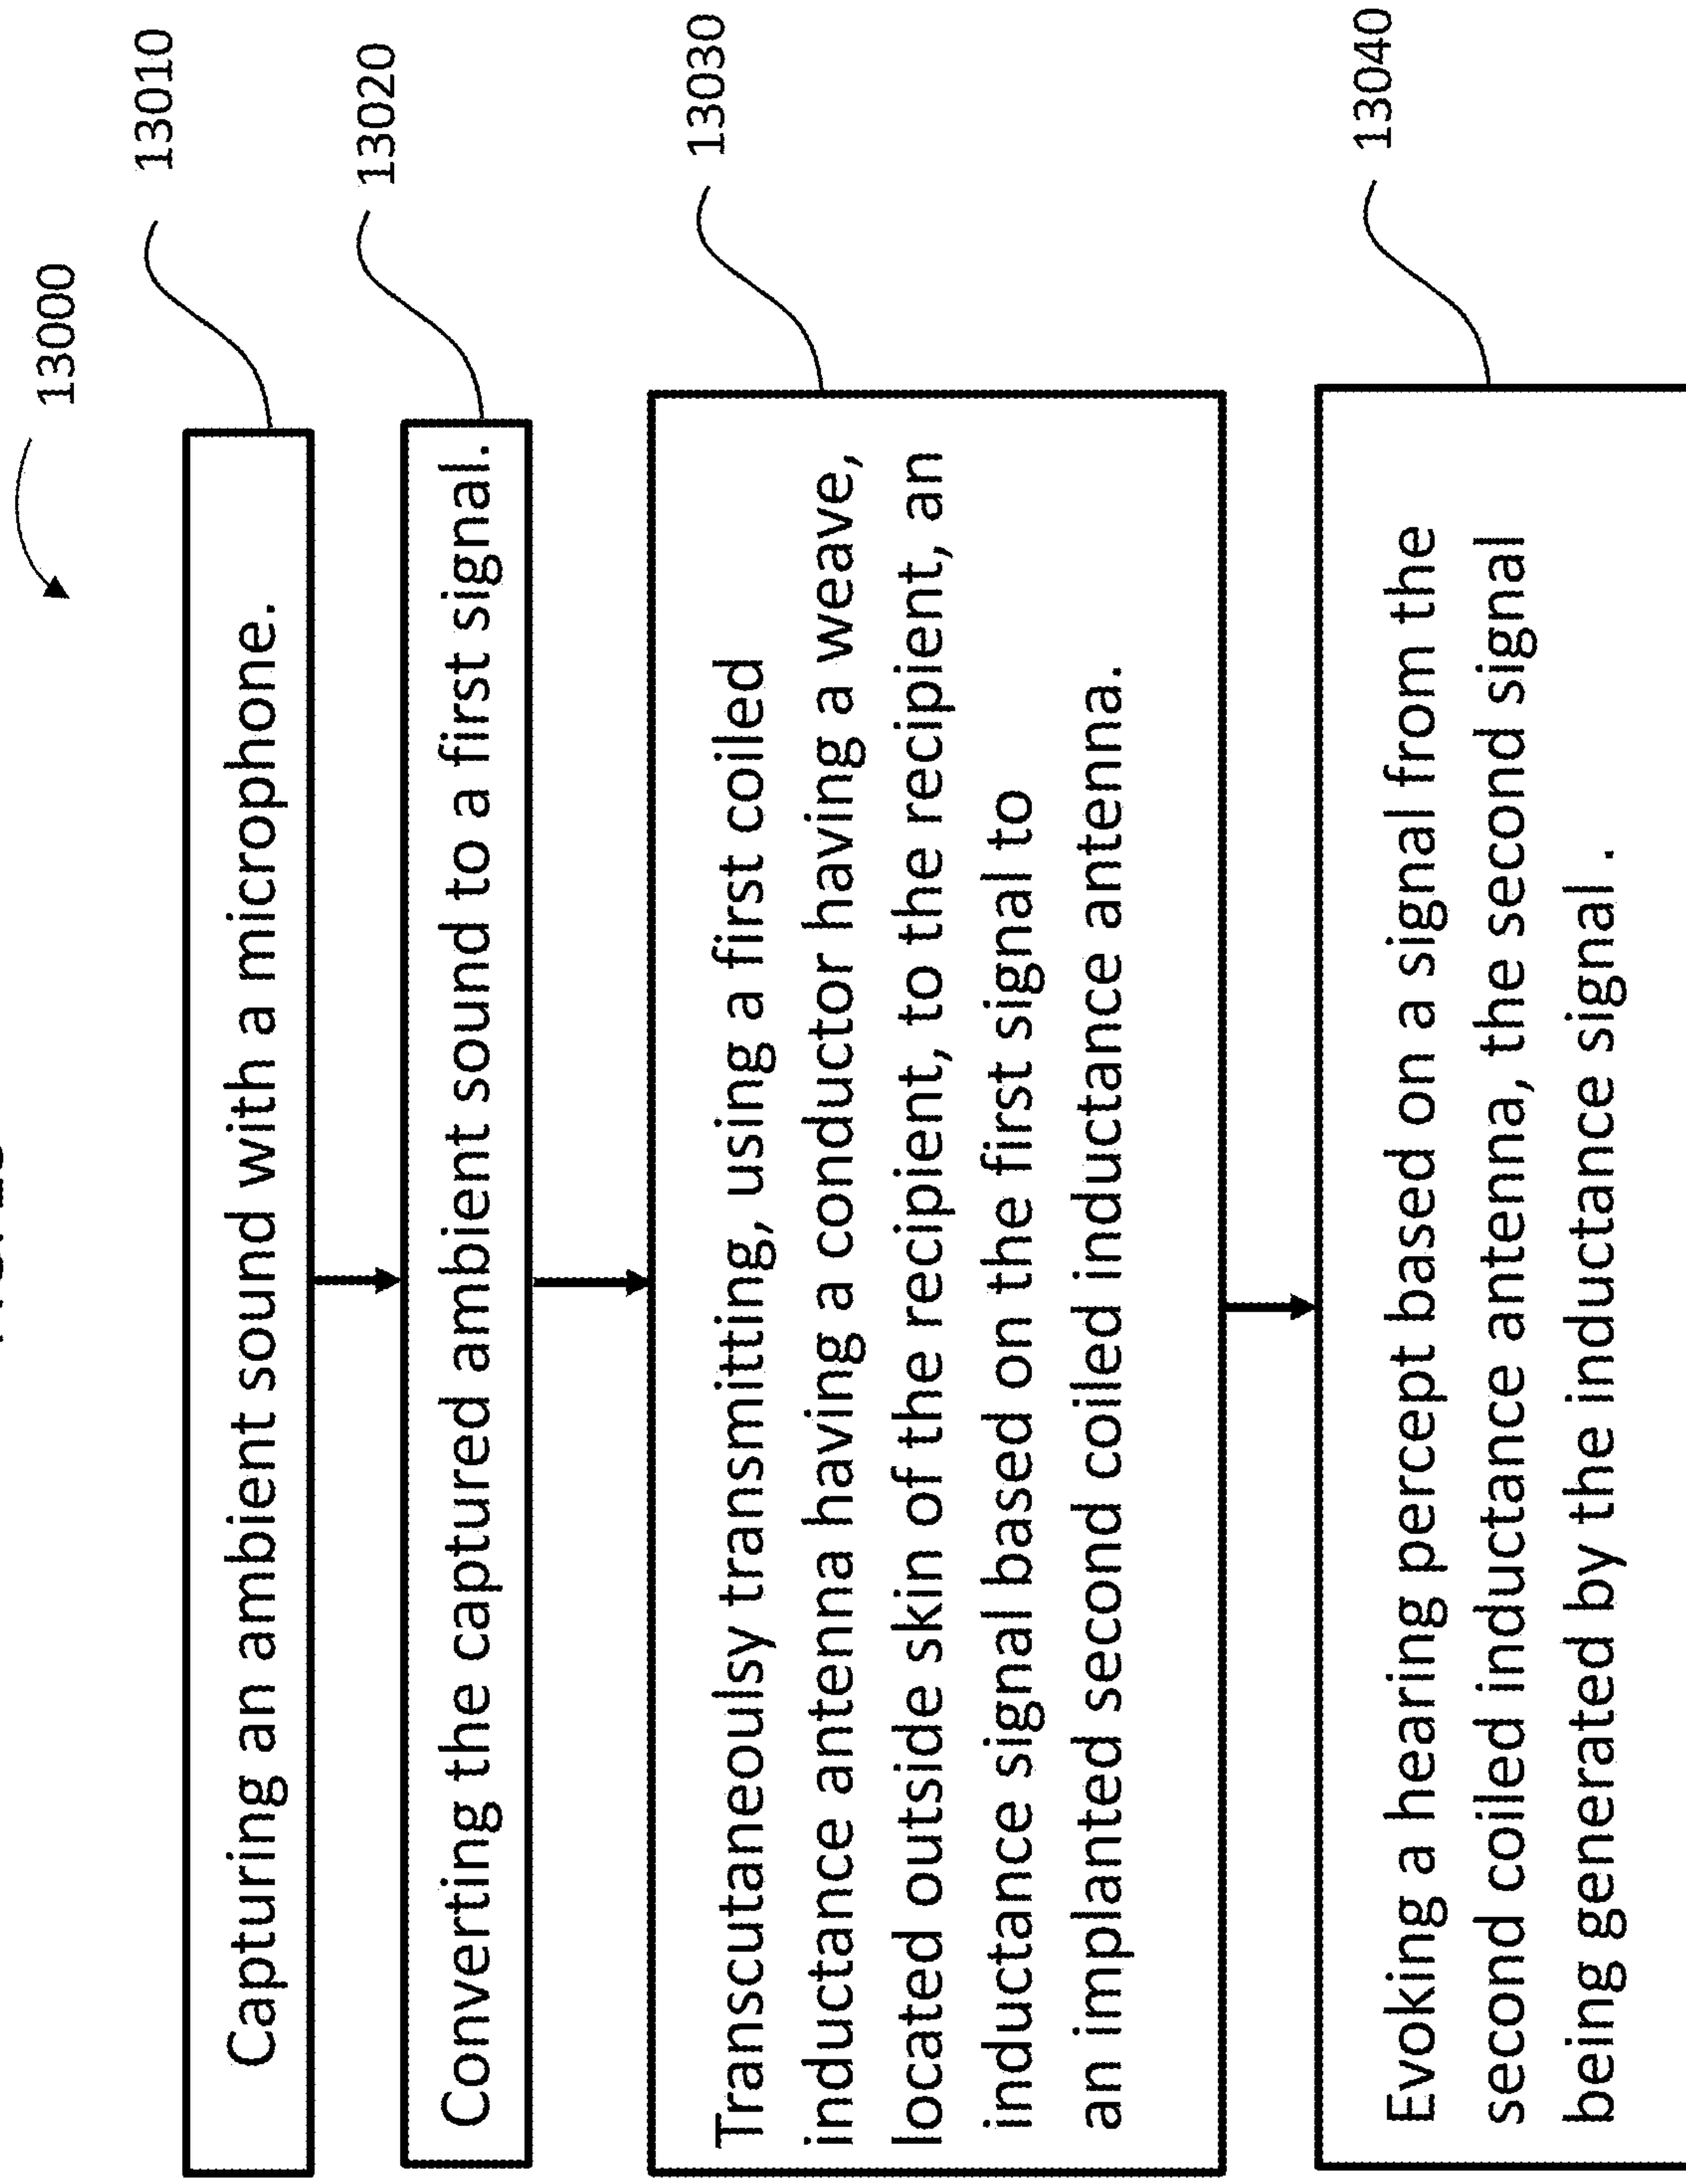 13000
Capturing an ambient sound with a microphone.
13010
Converting the captured ambient sound to a first signal.
13020
Transcutaneoulsy transmitting, using a first coiled
inductance antenna having a conductor having a weave,
located outside skin of the recipient, to the recipient, an
inductance signal based on the first signal to
an implanted second coiled inductance antenna.
13030
Evoking a hearing percept based on a signal from the
second coiled inductance antenna, the second signal
being generated by the inductance signal .
13040